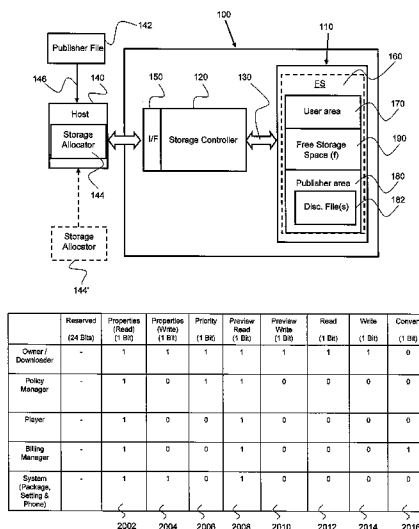 100
Publisher File
142
146
140
Host
Storage
Allocator
144
Storage
Allocator
144'
150
120
130
I/F
Storage Controller
110
160
ES
User area
170
Free Storage
Space (f)
190
Publisher area
180
Disc. File(s)
182
Reserved (24 Bits) Properties (Read) (1 Bit) Properties (Write) (1 Bit) Priority (1 Bit) Preview Read (1 Bit) Preview Write (1 Bit) Read (1 Bit) Write (1 Bit) Convert (1 Bit)
Owner / Downloader - 1 1 1 1 1 1 1 0
Policy Manager - 1 0 1 1 0 0 0 0
Player - 1 0 0 1 0 0 0 0
Billing Manager - 1 0 0 1 0 0 0 1
System (Package, Setting & Phone) - 1 0 0 1 0 0 0 0
2002 2004 2006 2008 2010 2012 2014 2016